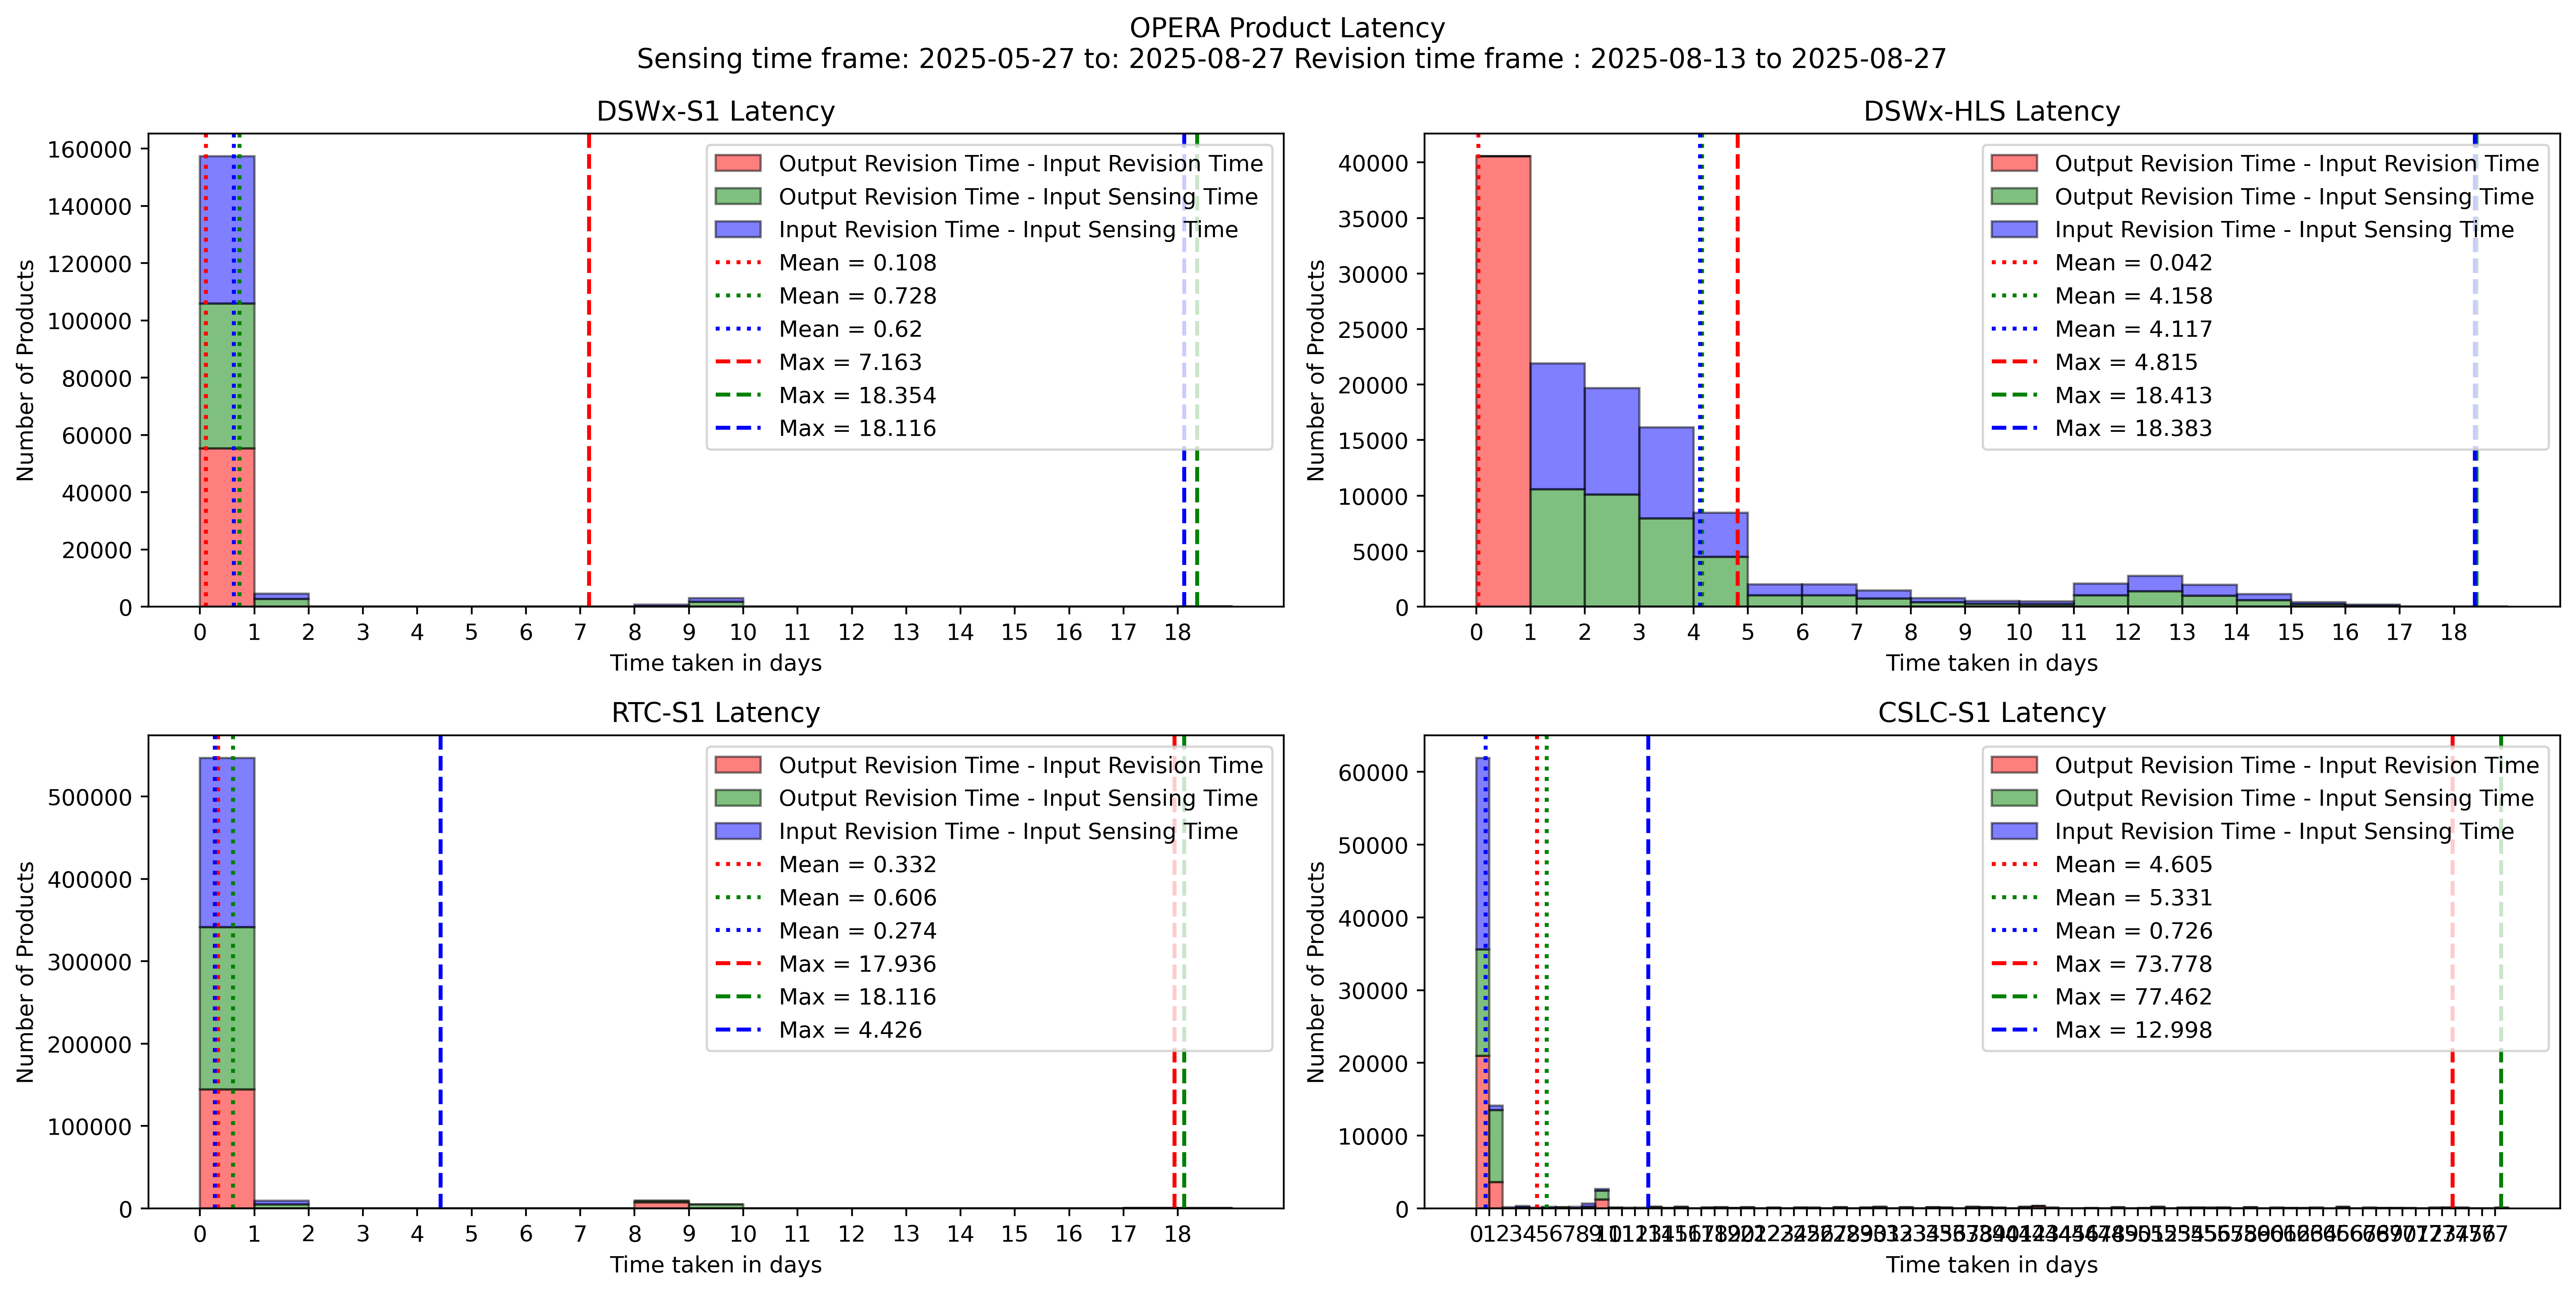 OPERA Product Latency
Sensing time frame: 2025-05-27 to: 2025-08-27 Revision time frame : 2025-08-13 to 2025-08-27
DSWx-S1 Latency
Number of Products
160000
140000
120000
100000
80000
60000
40000
20000
0
Output Revision Time - Input Revision Time
Output Revision Time - Input Sensing Time
Input Revision Time - Input Sensing Time
Mean = 0.108
Mean = 0.728
Mean = 0.62
Max = 7.163
Max = 18.354
Max = 18.116
0 1 2 3 4 5 6 7 8 9 10 11 12 13 14 15 16 17 18
Time taken in days
DSWx-HLS Latency
Number of Products
40000
35000
30000
25000
20000
15000
10000
5000
0
Output Revision Time - Input Revision Time
Output Revision Time - Input Sensing Time
Input Revision Time - Input Sensing Time
Mean = 0.042
Mean = 4.158
Mean = 4.117
Max = 4.815
Max = 18.413
Max = 18.383
0 1 2 3 4 5 6 7 8 9 10 11 12 13 14 15 16 17 18
Time taken in days
RTC-S1 Latency
Number of Products
500000
400000
300000
200000
100000
0
Output Revision Time - Input Revision Time
Output Revision Time - Input Sensing Time
Input Revision Time - Input Sensing Time
Mean = 0.332
Mean = 0.606
Mean = 0.274
Max = 17.936
Max = 18.116
Max = 4.426
0 1 2 3 4 5 6 7 8 9 10 11 12 13 14 15 16 17 18
Time taken in days
CSLC-S1 Latency
Number of Products
60000
50000
40000
30000
20000
10000
0
Output Revision Time - Input Revision Time
Output Revision Time - Input Sensing Time
Input Revision Time - Input Sensing Time
Mean = 4.605
Mean = 5.331
Mean = 0.726
Max = 73.778
Max = 77.462
Max = 12.998
0 1 2 3 4 5 6 7 8 9
Time taken in days